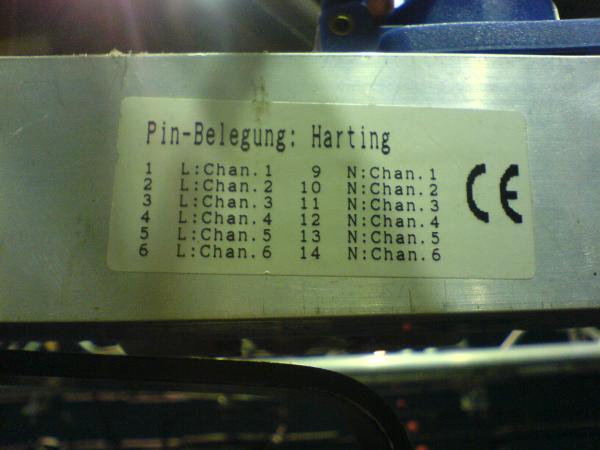 Pin-Belegung: Harting
1 L:Chan.1 9 N:Chan.1
2 L:Chan.2 10 N:Chan.2
3 L:Chan.3 11 N:Chan.3
4 L:Chan.4 12 N:Chan.4
5 L:Chan.5 13 N:Chan.5
6 L:Chan.6 14 N:Chan.6
CE